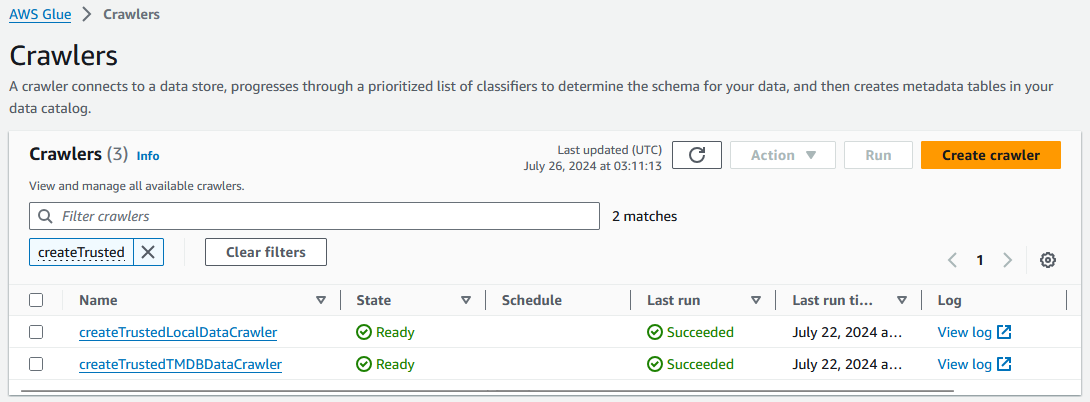 AWS Glue > Crawlers
Crawlers
A crawler connects to a data store, progresses through a prioritized list of classifiers to determine the schema for your data, and then creates metadata tables in your
data catalog.
Crawlers (3) Info
Last updated (UTC)
July 26, 2024 at 03:11:13
Action
Run
Create crawler
View and manage all available crawlers.
Filter crawlers
2 matches
createTrusted
Clear filters
1
Name State Schedule Last run Last run ti... Log
createTrustedLocalDataCrawler Ready Succeeded July 22, 2024 a... View log
createTrustedTMDBDataCrawler Ready Succeeded July 22, 2024 a... View log